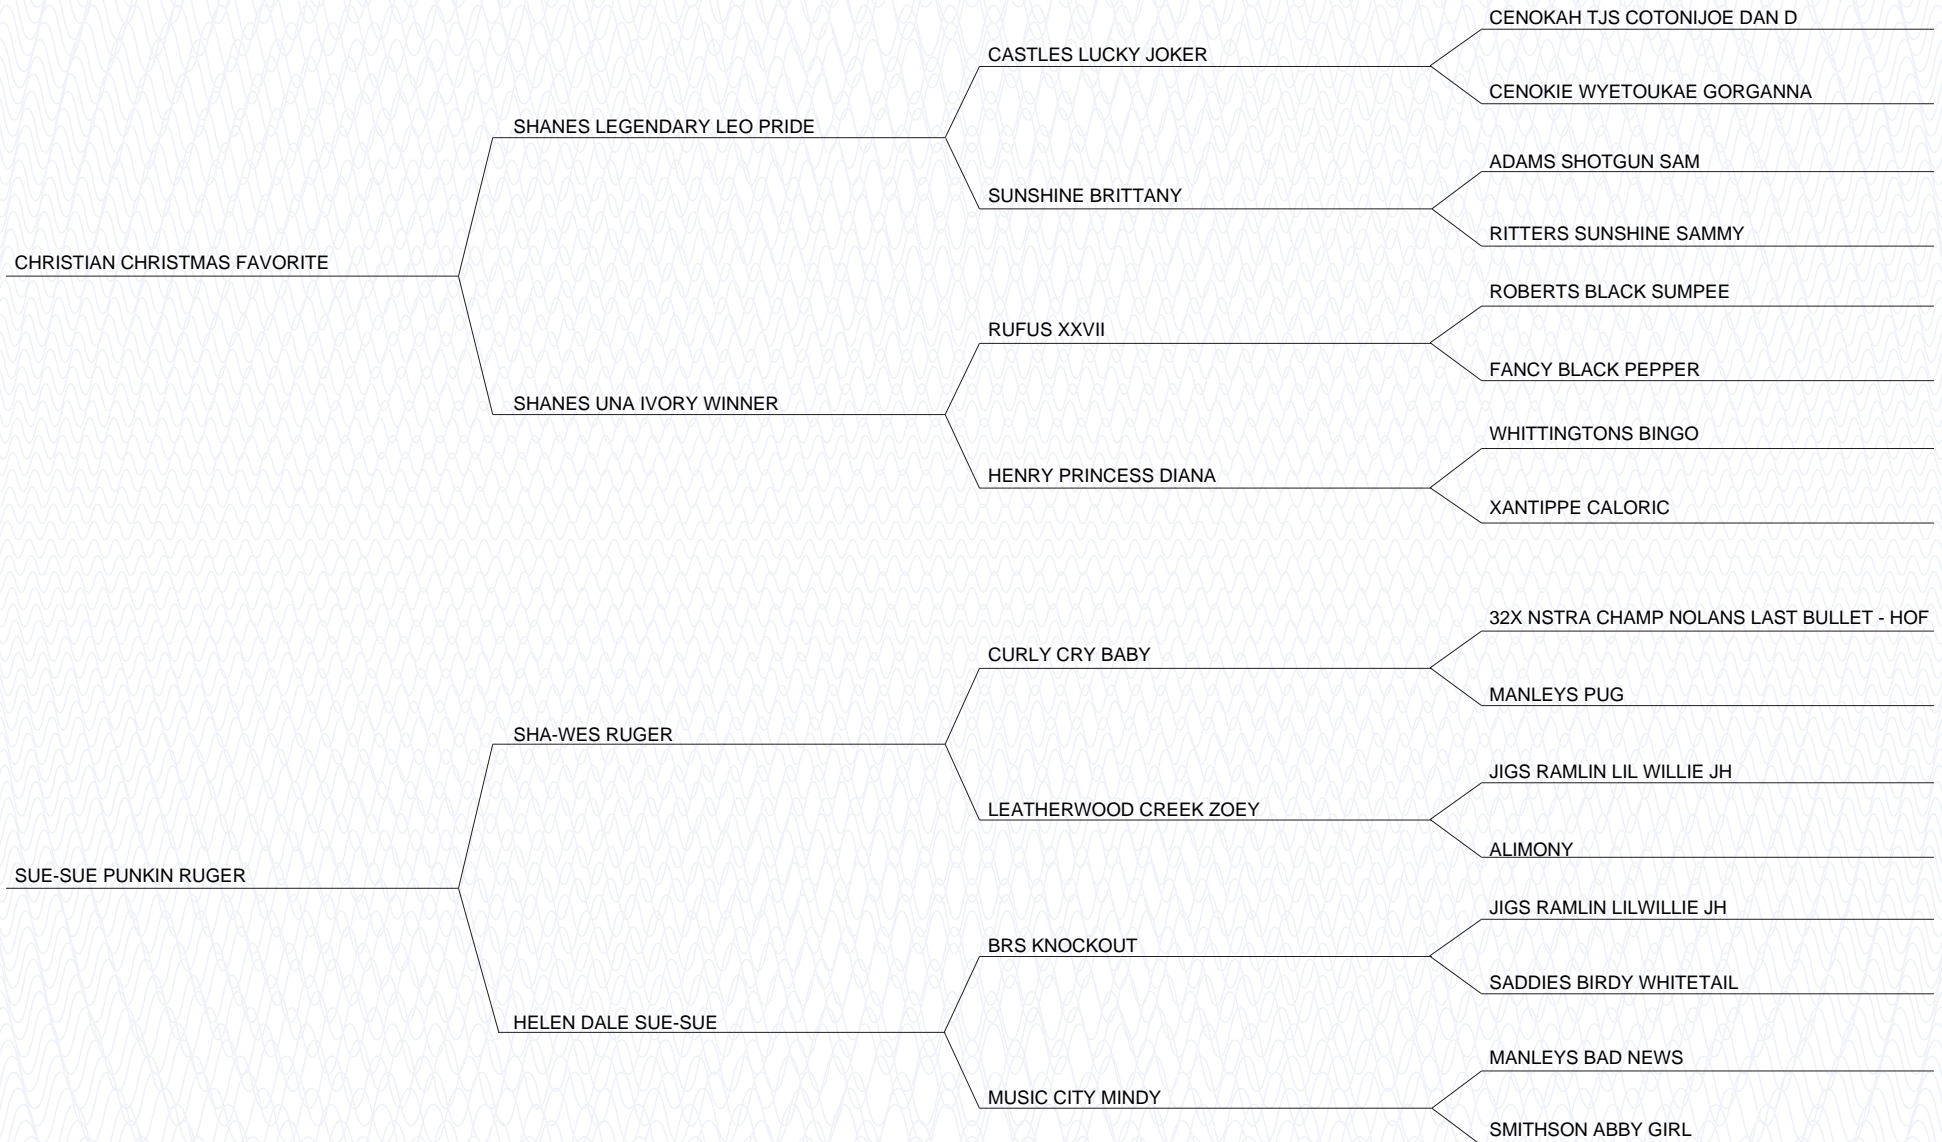 CENOKAH TJS COTONIJOE DAN D
CASTLES LUCKY JOKER
CENOKIE WYETOUKAE GORGANNA
SHANES LEGENDARY LEO PRIDE
ADAMS SHOTGUN SAM
SUNSHINE BRITTANY
RITTERS SUNSHINE SAMMY
CHRISTIAN CHRISTMAS FAVORITE
ROBERTS BLACK SUMPEE
RUFUS XXVII
FANCY BLACK PEPPER
SHANES UNA IVORY WINNER
WHITTINGTONS BINGO
HENRY PRINCESS DIANA
XANTIPPE CALORIC
32X NSTRA CHAMP NOLANS LAST BULLET - HOF
CURLY CRY BABY
MANLEYS PUG
SHA-WES RUGER
JIGS RAMLIN LIL WILLIE JH
LEATHERWOOD CREEK ZOEY
ALIMONY
SUE-SUE PUNKIN RUGER
JIGS RAMLIN LILWILLIE JH
BRS KNOCKOUT
SADDIES BIRDY WHITETAIL
HELEN DALE SUE-SUE
MANLEYS BAD NEWS
MUSIC CITY MINDY
SMITHSON ABBY GIRL